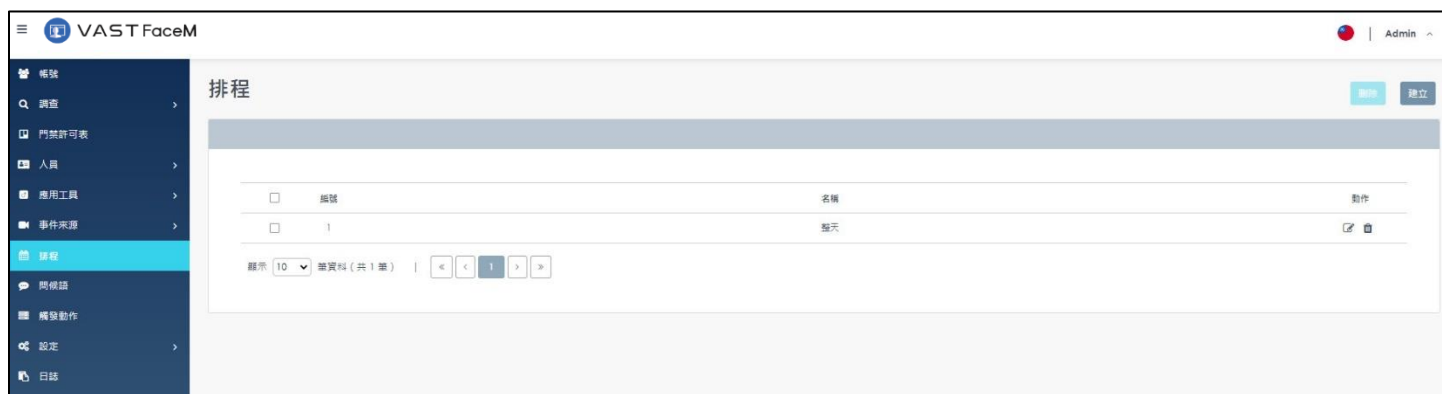 VAST FaceM
Admin
帳號
調查
門禁許可表
人員
應用工具
事件來源
排程
問候語
觸發動作
設定
日誌
排程
刪除 建立
編號 名稱 動作
1 整天
顯示 10 筆資料 ( 共 1 筆 ) | « < 1 > »